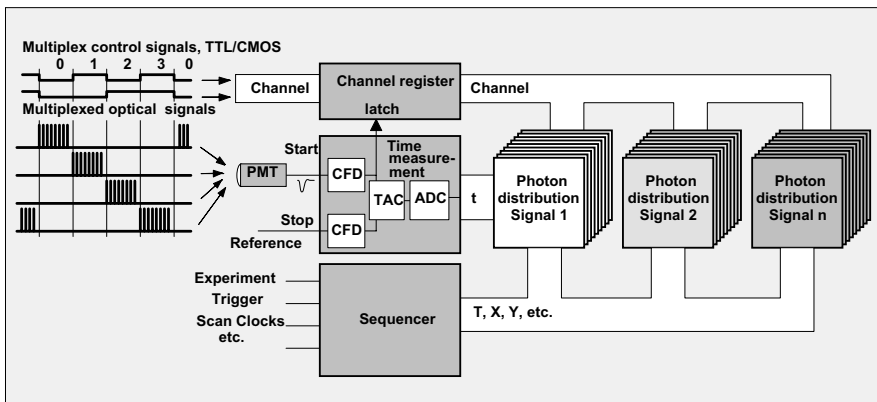 Multiplex control signals, TTL/CMOS
0 1 2 3 0
Multiplexed optical signals
Channel
Channel register
latch
Channel
Start
PMT
CFD
Time
measure-
ment
TAC
ADC
t
Stop
Reference
CFD
Photon
distribution
Signal 1
Photon
distribution
Signal 2
Photon
distribution
Signal n
Experiment
Trigger
Scan Clocks
etc.
Sequencer
T, X, Y, etc.